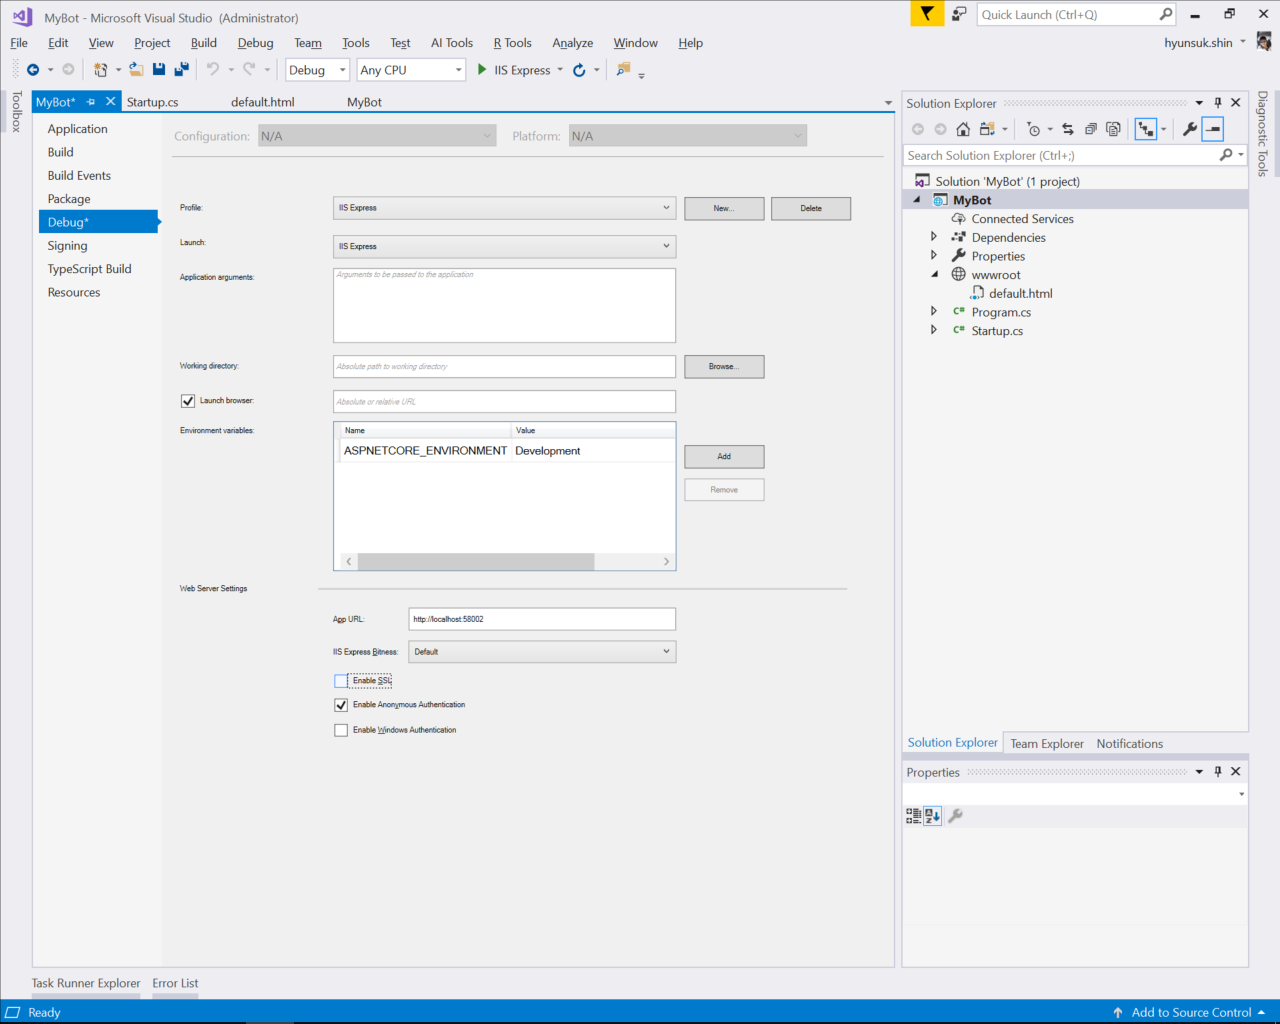 MyBot - Microsoft Visual Studio (Administrator)
Quick Launch (Ctrl+Q)
File Edit View Project Build Debug Team Tools Test AI Tools R Tools Analyze Window Help
hyunsuk.shin
Debug Any CPU IIS Express
Toolbox
MyBot* Startup.cs default.html MyBot
Application
Build
Build Events
Package
Debug*
Signing
TypeScript Build
Resources
Configuration: N/A Platform: N/A
Profile: IIS Express New... Delete
Launch: IIS Express
Application arguments: Arguments to be passed to the application
Working directory: Absolute path to working directory Browse...
Launch browser: Absolute or relative URL
Environment variables: Name Value
ASPNETCORE_ENVIRONMENT Development
Add
Remove
Web Server Settings
App URL: http://localhost:58002
IIS Express Bitness: Default
Enable SSL
Enable Anonymous Authentication
Enable Windows Authentication
Solution Explorer
Search Solution Explorer (Ctrl+;)
Solution 'MyBot' (1 project)
MyBot
Connected Services
Dependencies
Properties
wwwroot
default.html
C# Program.cs
C# Startup.cs
Solution Explorer Team Explorer Notifications
Properties
Diagnostic Tools
Task Runner Explorer Error List
Ready
Add to Source Control